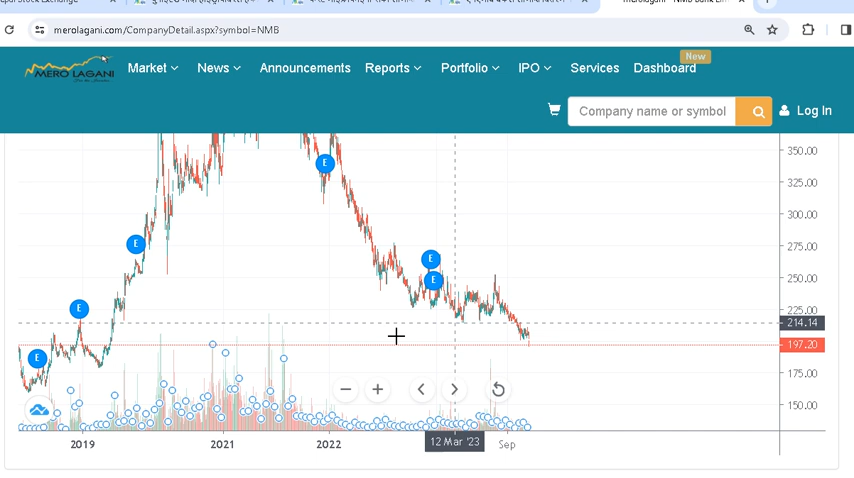 merolagani.com/CompanyDetail.aspx?symbol=NMB
MERO LAGANI
Market
News
Announcements
Reports
Portfolio
IPO
Services
Dashboard
New
Company name or symbol
Log In
350.00
325.00
300.00
275.00
250.00
225.00
214.14
197.20
175.00
150.00
E
E
E
E
E
E
2019
2021
2022
12 Mar '23
Sep